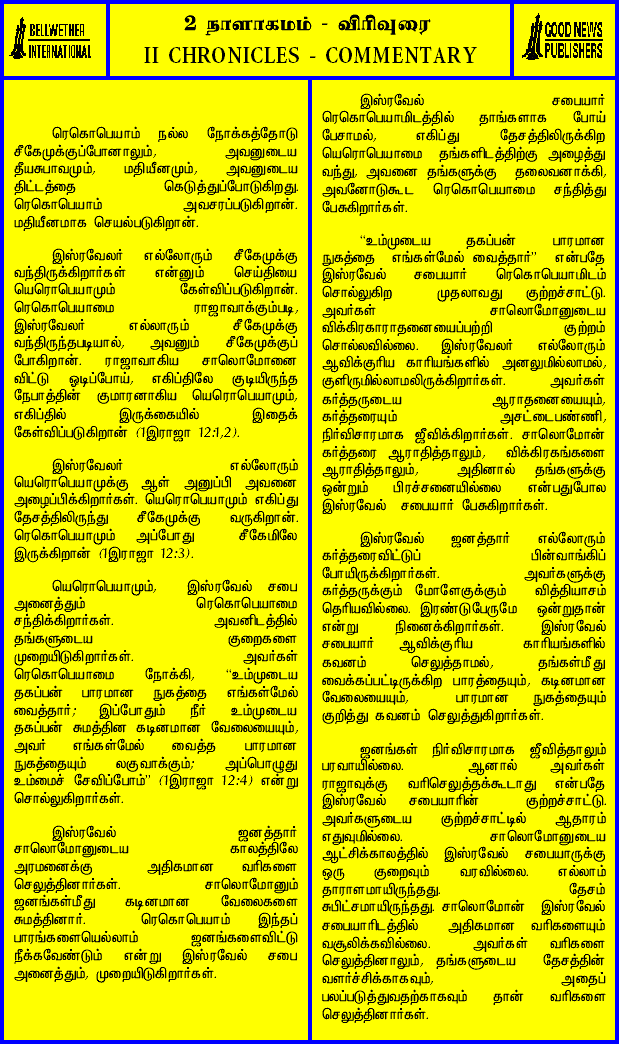 BELLWETHER
INTERNATIONAL
2 நாளாகமம் - விரிவுரை
II CHRONICLES - COMMENTARY
GOOD NEWS
PUBLISHERS
ரெகொபெயாம் நல்ல நோக்கத்தோடு
சீகேமுக்குப்போனாலும், அவனுடைய
தீயசுபாவமும், மதியீனமும், அவனுடைய
திட்டத்தை கெடுத்துப்போடுகிறது.
ரெகொபெயாம் அவசரப்படுகிறான்.
மதியீனமாக செயல்படுகிறான்.
இஸ்ரவேலர் எல்லோரும் சீகேமுக்கு
வந்திருக்கிறார்கள் என்னும் செய்தியை
யெரொபெயாமும் கேள்விப்படுகிறான்.
ரெகொபெயாமை ராஜாவாக்கும்படி,
இஸ்ரவேலர் எல்லாரும் சீகேமுக்கு
வந்திருந்தபடியால், அவனும் சீகேமுக்குப்
போகிறான். ராஜாவாகிய சாலொமோனை
விட்டு ஓடிப்போய், எகிப்திலே குடியிருந்த
நேபாத்தின் குமாரனாகிய யெரொபெயாமும்,
எகிப்தில் இருக்கையில் இதைக்
கேள்விப்படுகிறான் (1இராஜா 12:1,2).
இஸ்ரவேலர் எல்லோரும்
யெரொபெயாமுக்கு ஆள் அனுப்பி அவனை
அழைப்பிக்கிறார்கள். யெரொபெயாமும் எகிப்து
தேசத்திலிருந்து சீகேமுக்கு வருகிறான்.
ரெகொபெயாமும் அப்போது சீகேமிலே
இருக்கிறான் (1இராஜா 12:3).
யெரொபெயாமும், இஸ்ரவேல் சபை
அனைத்தும் ரெகொபெயாமை
சந்திக்கிறார்கள். அவனிடத்தில்
தங்களுடைய குறைகளை
முறையிடுகிறார்கள். அவர்கள்
ரெகொபெயாமை நோக்கி, “உம்முடைய
தகப்பன் பாரமான நுகத்தை எங்கள்மேல்
வைத்தார்; இப்போதும் நீர் உம்முடைய
தகப்பன் சுமத்தின கடினமான வேலையையும்,
அவர் எங்கள்மேல் வைத்த பாரமான
நுகத்தையும் லகுவாக்கும்; அப்பொழுது
உம்மைச் சேவிப்போம்” (1இராஜா 12:4) என்று
சொல்லுகிறார்கள்.
இஸ்ரவேல் ஜனத்தார்
சாலொமோனுடைய காலத்திலே
அரமனைக்கு அதிகமான வரிகளை
செலுத்தினார்கள். சாலொமோனும்
ஜனங்கள்மீது கடினமான வேலைகளை
சுமத்தினார். ரெகொபெயாம் இந்தப்
பாரங்களையெல்லாம் ஜனங்களைவிட்டு
நீக்கவேண்டும் என்று இஸ்ரவேல் சபை
அனைத்தும், முறையிடுகிறார்கள்.
இஸ்ரவேல் சபையார்
ரெகொபெயாமிடத்தில் தாங்களாக போய்
பேசாமல், எகிப்து தேசத்திலிருக்கிற
யெரொபெயாமை தங்களிடத்திற்கு அழைத்து
வந்து, அவனை தங்களுக்கு தலைவனாக்கி,
அவனோடுகூட ரெகொபெயாமை சந்தித்து
பேசுகிறார்கள்.
“உம்முடைய தகப்பன் பாரமான
நுகத்தை எங்கள்மேல் வைத்தார்” என்பதே
இஸ்ரவேல் சபையார் ரெகொபெயாமிடம்
சொல்லுகிற முதலாவது குற்றச்சாட்டு.
அவர்கள் சாலொமோனுடைய
விக்கிரகாராதனையைப்பற்றி குற்றம்
சொல்லவில்லை. இஸ்ரவேலர் எல்லோரும்
ஆவிக்குரிய காரியங்களில் அனலுமில்லாமல்,
குளிருமில்லாமலிருக்கிறார்கள். அவர்கள்
கர்த்தருடைய ஆராதனையையும்,
கர்த்தரையும் அசட்டைபண்ணி,
நிர்விசாரமாக ஜீவிக்கிறார்கள். சாலொமோன்
கர்த்தரை ஆராதித்தாலும், விக்கிரகங்களை
ஆராதித்தாலும், அதினால் தங்களுக்கு
ஒன்றும் பிரச்சனையில்லை என்பதுபோல
இஸ்ரவேல் சபையார் பேசுகிறார்கள்.
இஸ்ரவேல் ஜனத்தார் எல்லோரும்
கர்த்தரைவிட்டுப் பின்வாங்கிப்
போயிருக்கிறார்கள். அவர்களுக்கு
கர்த்தருக்கும் மோளேகுக்கும் வித்தியாசம்
தெரியவில்லை. இரண்டுபேருமே ஒன்றுதான்
என்று நினைக்கிறார்கள். இஸ்ரவேல்
சபையார் ஆவிக்குரிய காரியங்களில்
கவனம் செலுத்தாமல், தங்கள்மீது
வைக்கப்பட்டிருக்கிற பாரத்தையும், கடினமான
வேலையையும், பாரமான நுகத்தையும்
குறித்து கவனம் செலுத்துகிறார்கள்.
ஜனங்கள் நிர்விசாரமாக ஜீவித்தாலும்
பரவாயில்லை. ஆனால் அவர்கள்
ராஜாவுக்கு வரிசெலுத்தக்கூடாது என்பதே
இஸ்ரவேல் சபையாரின் குற்றச்சாட்டு.
அவர்களுடைய குற்றச்சாட்டில் ஆதாரம்
எதுவுமில்லை. சாலொமோனுடைய
ஆட்சிக்காலத்தில் இஸ்ரவேல் சபையாருக்கு
ஒரு குறைவும் வரவில்லை. எல்லாம்
தாராளமாயிருந்தது. தேசம்
சுபிட்சமாயிருந்தது. சாலொமோன் இஸ்ரவேல்
சபையாரிடத்தில் அதிகமான வரிகளையும்
வசூலிக்கவில்லை. அவர்கள் வரிகளை
செலுத்தினாலும், தங்களுடைய தேசத்தின்
வளர்ச்சிக்காகவும், அதைப்
பலப்படுத்துவதற்காகவும் தான் வரிகளை
செலுத்தினார்கள்.